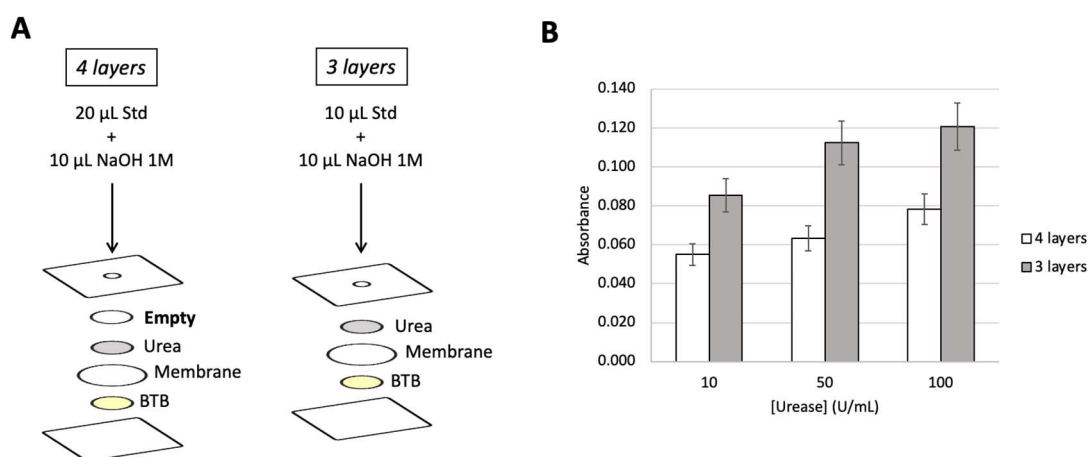 A
4 layers
20 µL Std
+
10 µL NaOH 1M
Empty
Urea
Membrane
BTB
3 layers
10 µL Std
+
10 µL NaOH 1M
Urea
Membrane
BTB
B
0.140
0.120
0.100
0.080
0.060
0.040
0.020
0.000
Absorbance
10 50 100
[Urease] (U/mL)
4 layers
3 layers